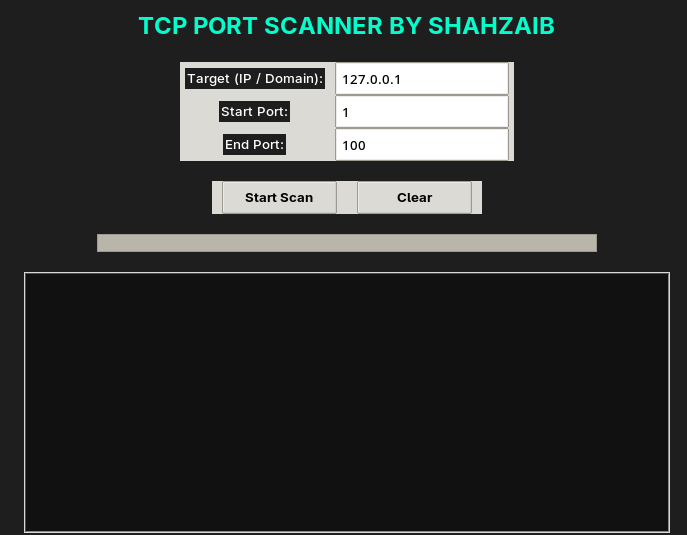 TCP PORT SCANNER BY SHAHZAIB
Target (IP / Domain): 127.0.0.1
Start Port: 1
End Port: 100
Start Scan Clear